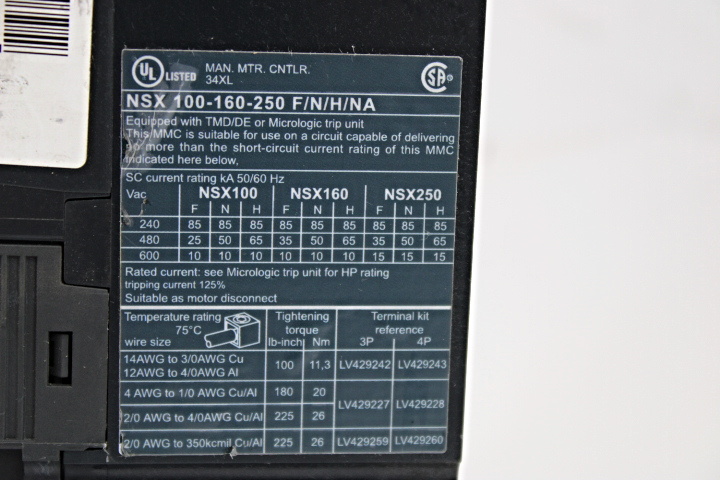 UL LISTED MAN. MTR. CNTLR.
34XL
SA®
NSX 100-160-250 F/N/H/NA
Equipped with TMD/DE or Micrologic trip unit
This/MMC is suitable for use on a circuit capable of delivering
no more than the short-circuit current rating of this MMC
indicated here below,
SC current rating kA 50/60 Hz
Vac NSX100 NSX160 NSX250
F N H F N H F N H
240 85 85 85 85 85 85 85 85 85
480 25 50 65 35 50 65 35 50 65
600 10 10 10 10 10 10 15 15 15
Rated current: see Micrologic trip unit for HP rating
tripping current 125%
Suitable as motor disconnect
Temperature rating Tightening Terminal kit
75°C torque reference
wire size lb-inch Nm 3P 4P
14AWG to 3/0AWG Cu
12AWG to 4/0AWG Al 100 11,3 LV429242 LV429243
4 AWG to 1/0 AWG Cu/Al 180 20
LV429227 LV429228
2/0 AWG to 4/0AWG Cu/Al 225 26
2/0 AWG to 350kcmil Cu/Al 225 26 LV429259 LV429260